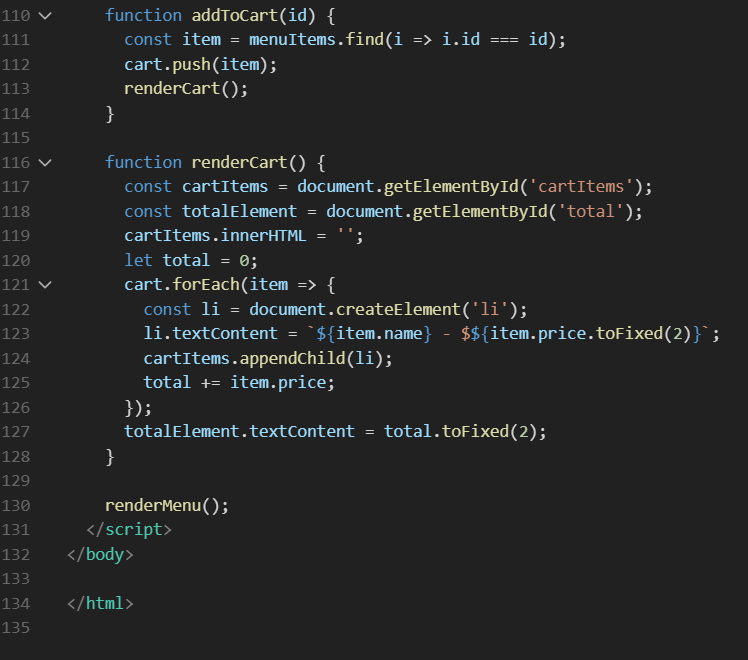 110 function addToCart(id) {
111 const item = menuItems.find(i => i.id === id);
112 cart.push(item);
113 renderCart();
114 }
115
116 function renderCart() {
117 const cartItems = document.getElementById('cartItems');
118 const totalElement = document.getElementById('total');
119 cartItems.innerHTML = '';
120 let total = 0;
121 cart.forEach(item => {
122 const li = document.createElement('li');
123 li.textContent = `${item.name} - $${item.price.toFixed(2)}`;
124 cartItems.appendChild(li);
125 total += item.price;
126 });
127 totalElement.textContent = total.toFixed(2);
128 }
129
130 renderMenu();
131 </script>
132 </body>
133
134 </html>
135